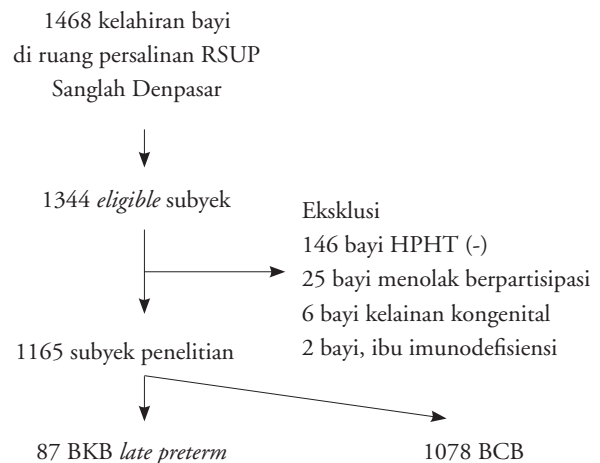 1468 kelahiran bayi
di ruang persalinan RSUP
Sanglah Denpasar
1344 eligible subyek
Eksklusi
146 bayi HPHT (-)
25 bayi menolak berpartisipasi
6 bayi kelainan kongenital
2 bayi, ibu imunodefisiensi
1165 subyek penelitian
87 BKB late preterm
1078 BCB